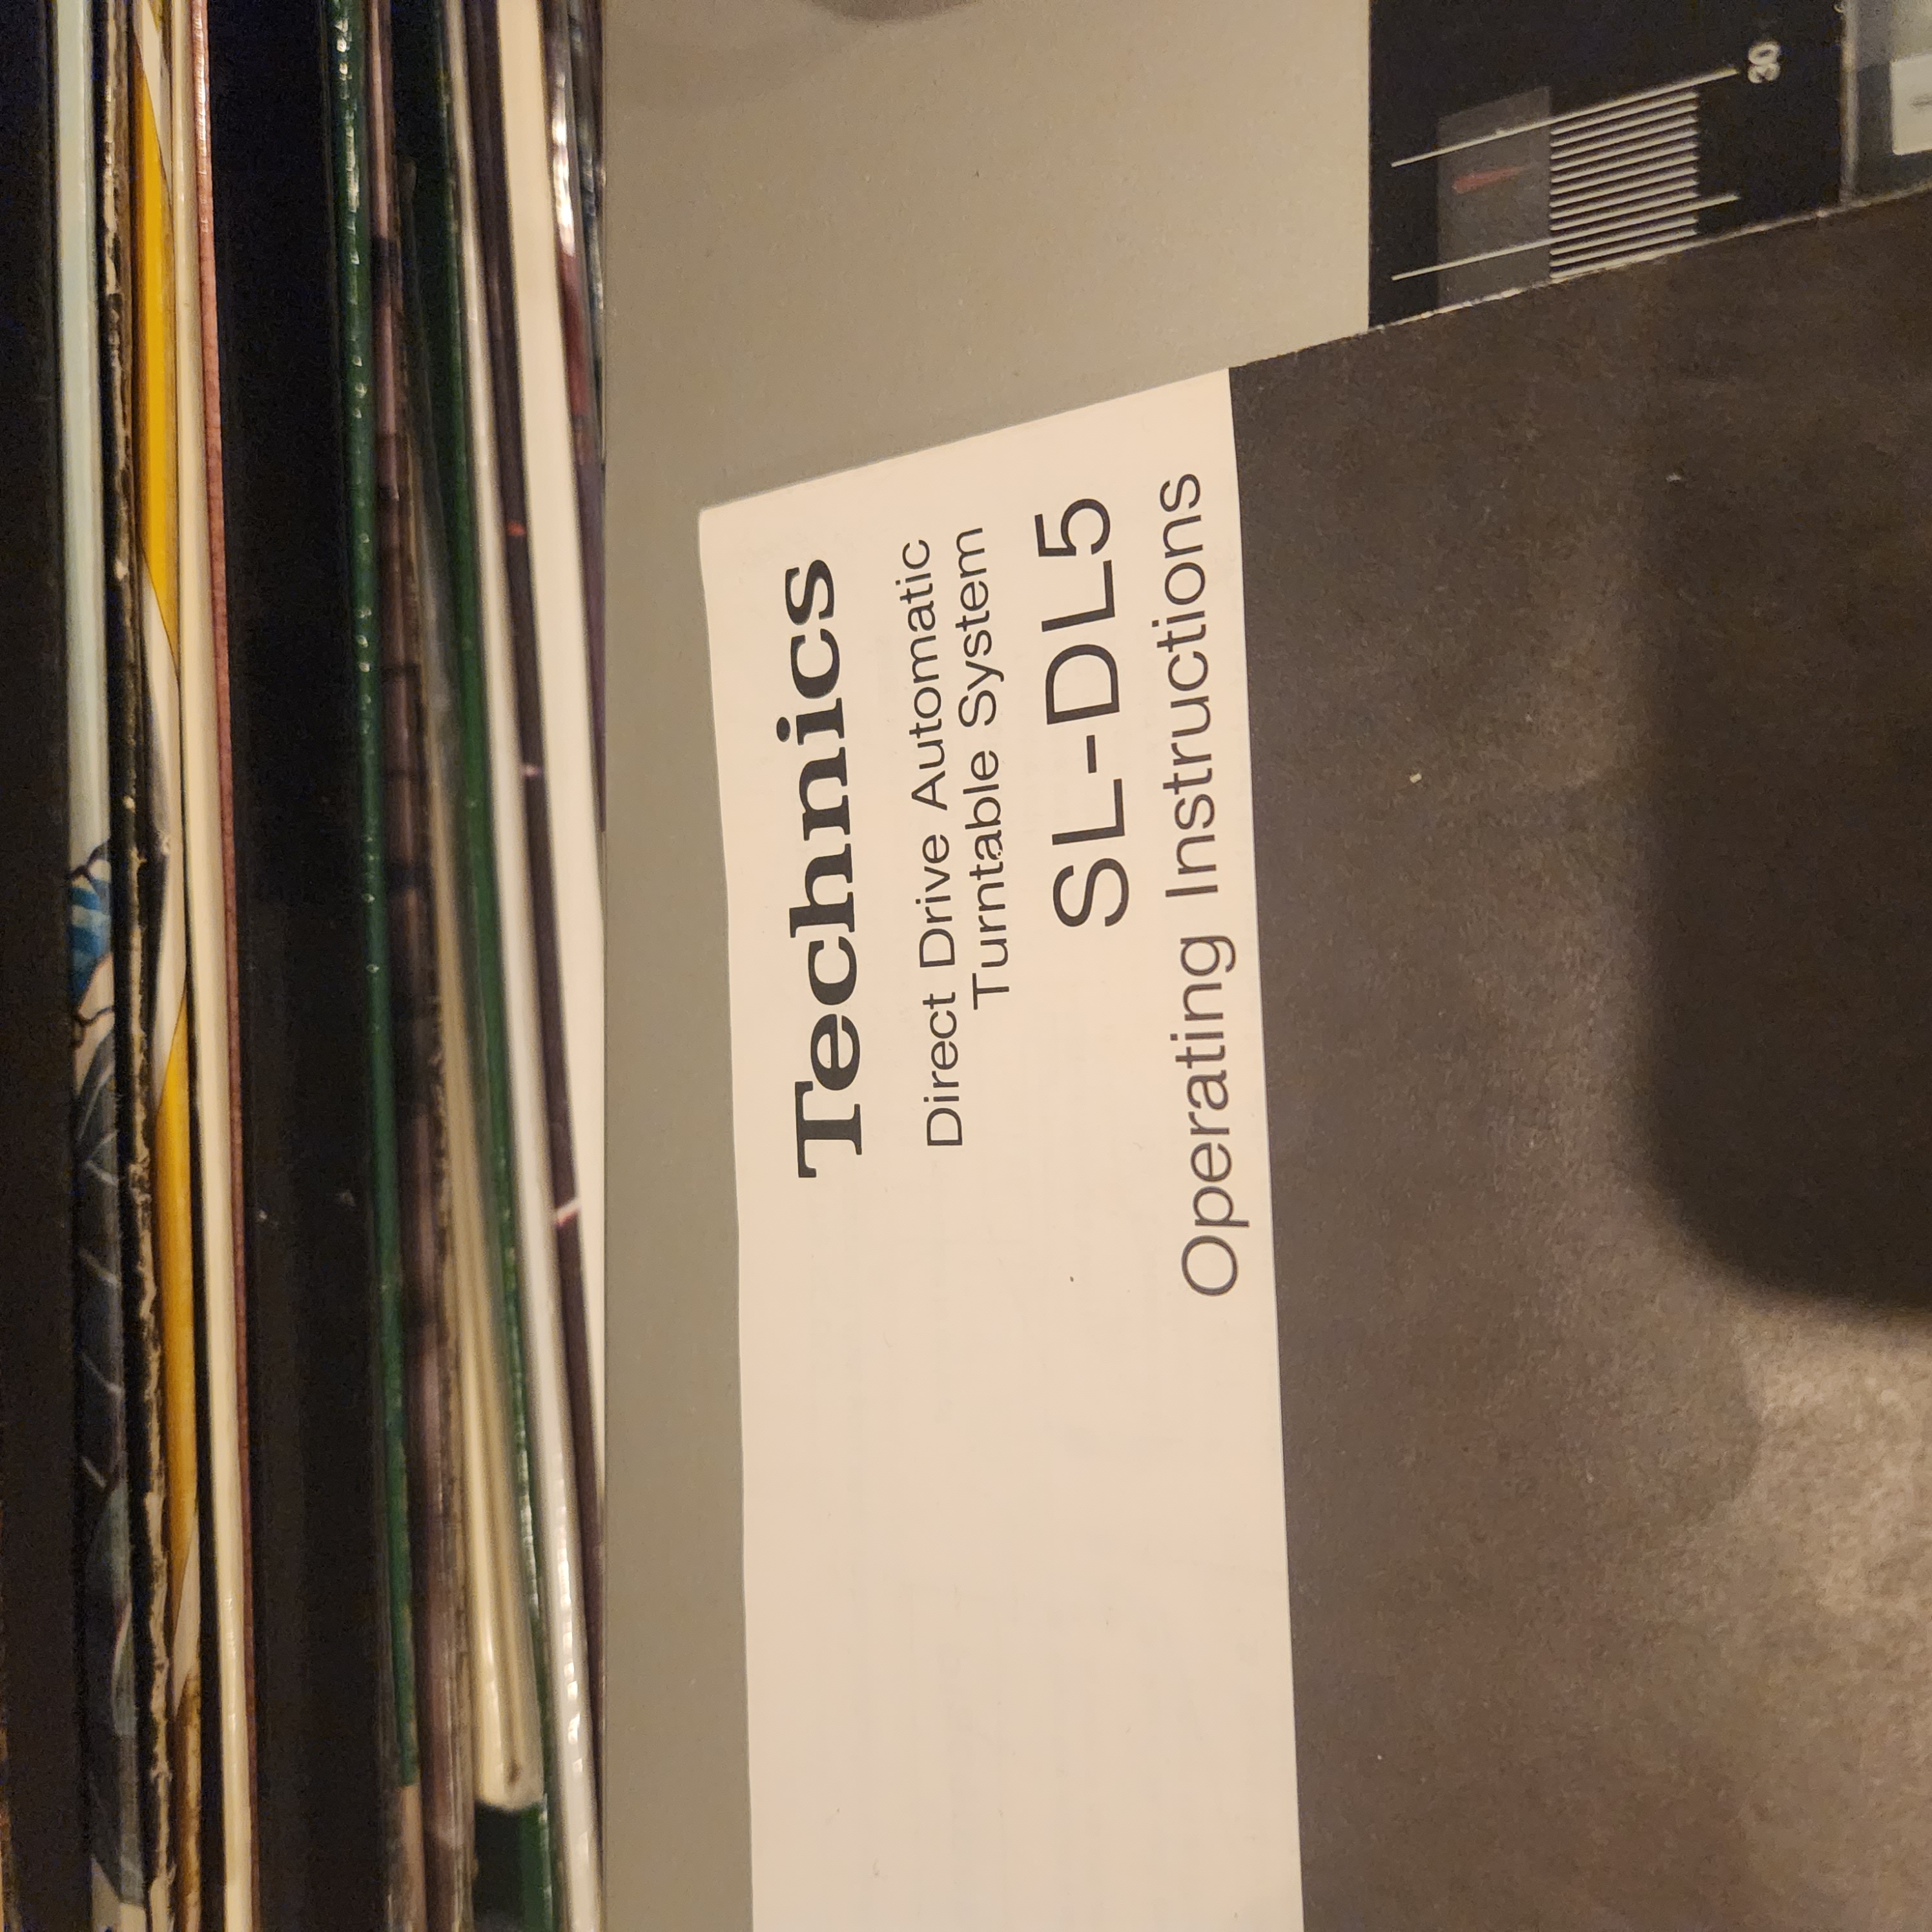 Technics
Direct Drive Automatic
Turntable System
SL-DL5
Operating Instructions
30